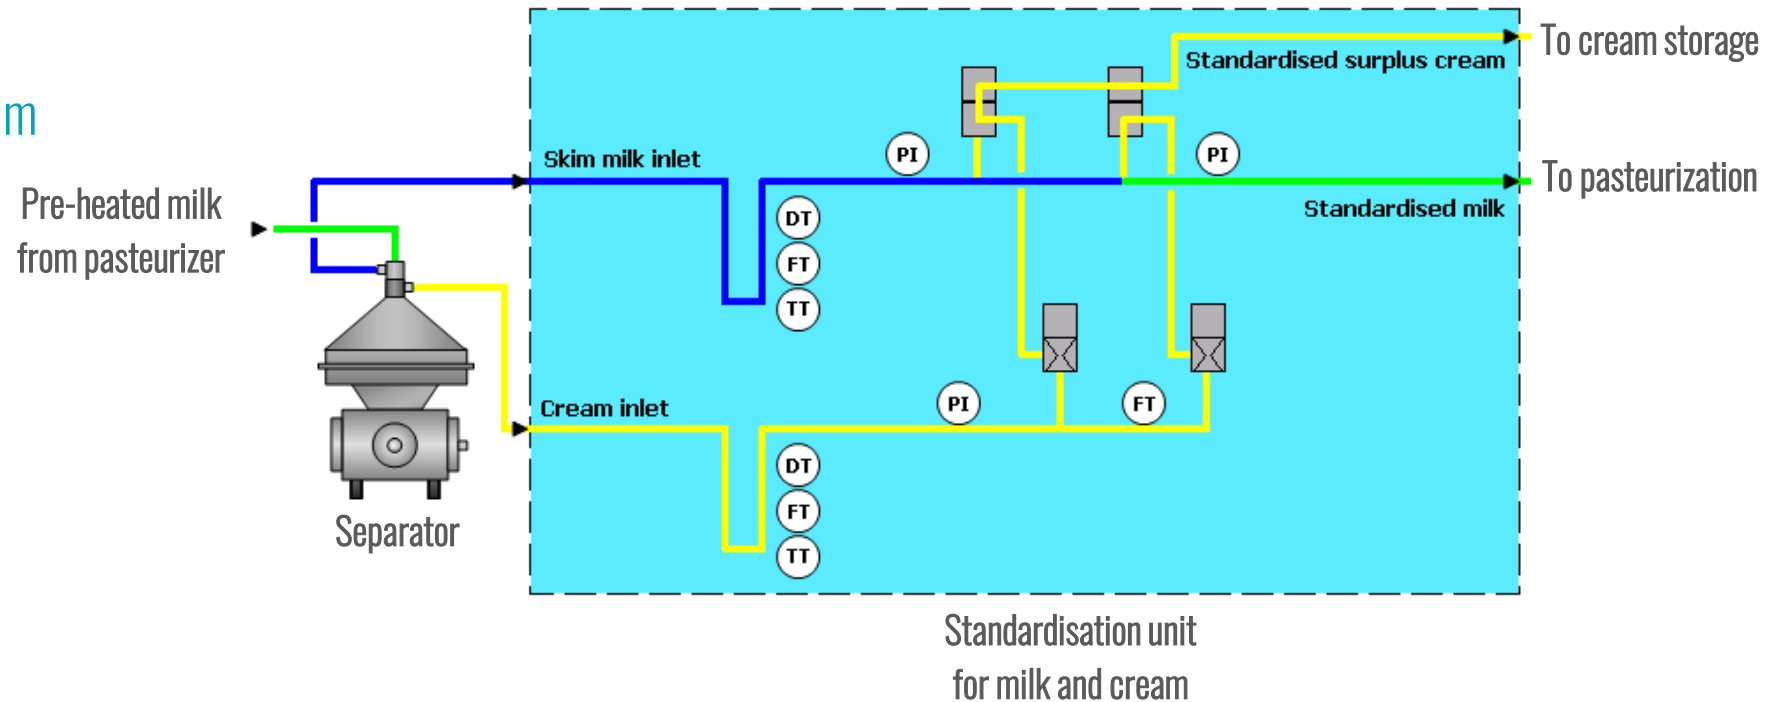 To cream storage
Standardised surplus cream
m
PI
PI
Skim milk inlet
To pasteurization
Pre-heated milk
from pasteurizer
Standardised milk
DT
FT
TT
Cream inlet
PI
FT
DT
FT
TT
Separator
Standardisation unit
for milk and cream